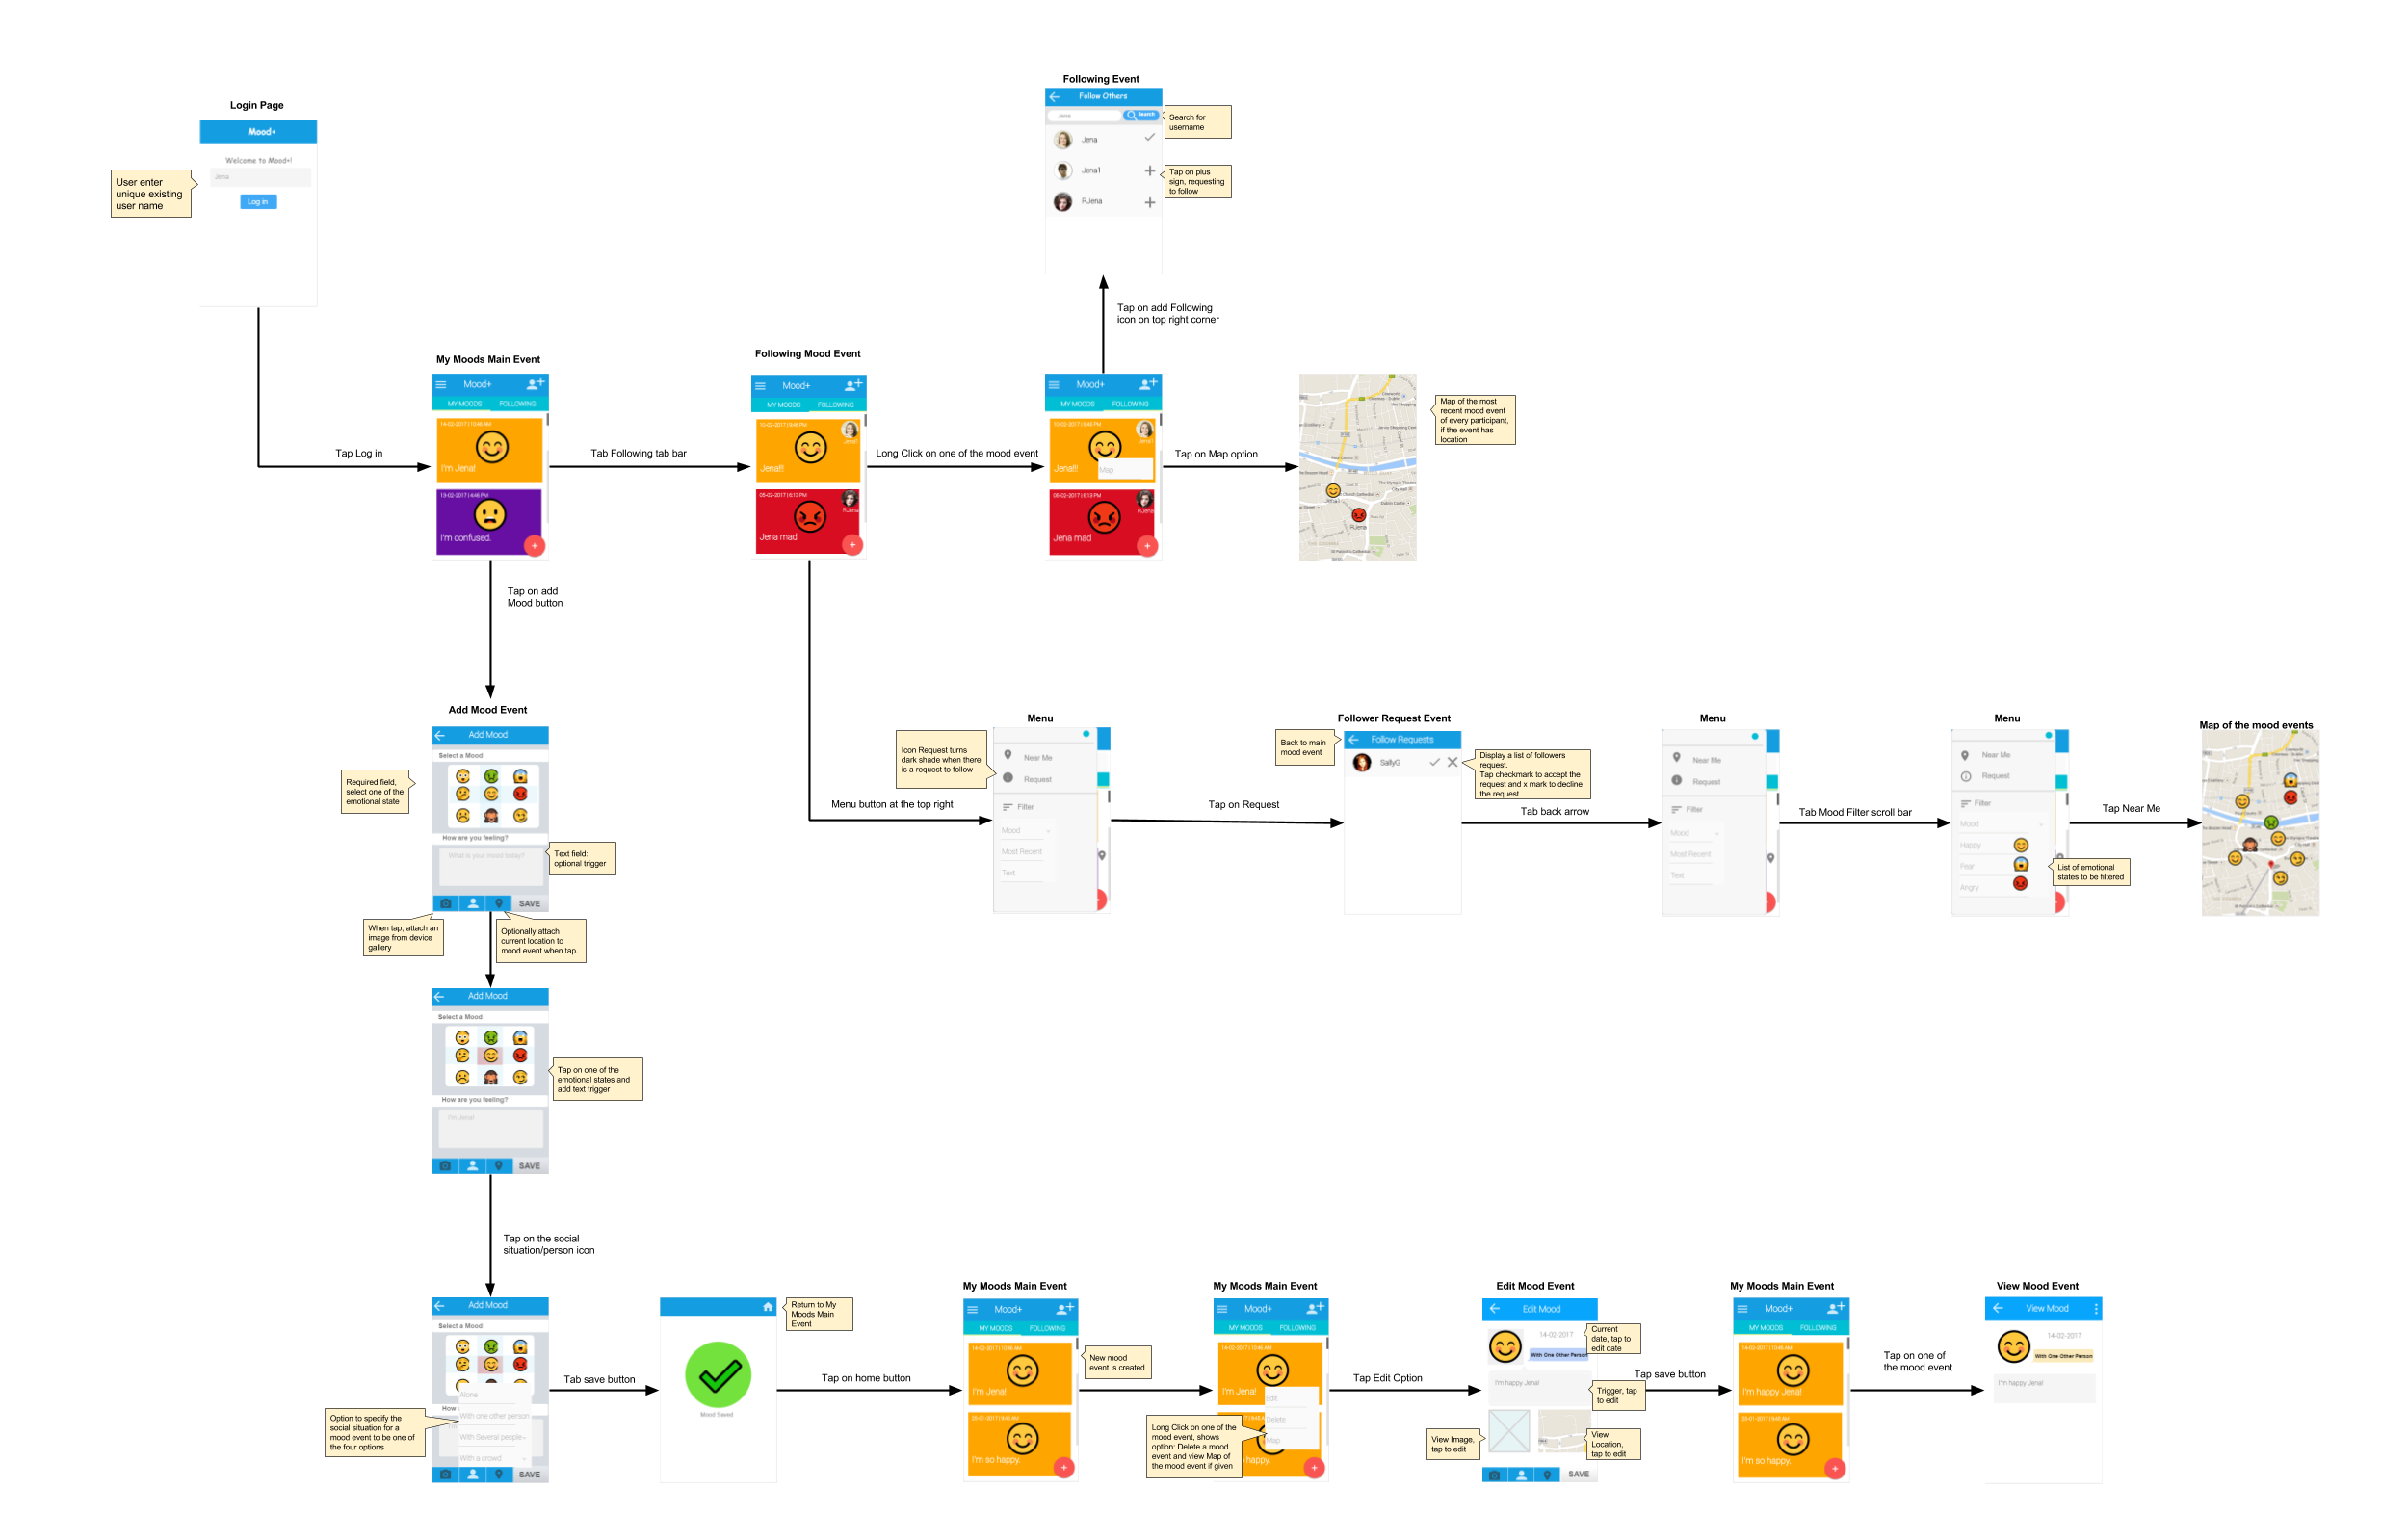 Following Event
Follow Others
Jena
Search
Search for
username
Jena
Jena1
Tap on plus
sign, requesting
to follow
RJena
Login Page
Mood+
Welcome to Mood+!
Jena
Log in
User enter
unique existing
user name
Tap on add Following
icon on top right corner
My Moods Main Event
Mood+
MY MOODS
FOLLOWING
14-02-2017 | 10:46 AM
I'm Jena!
13-02-2017 | 4:46 PM
I'm confused.
+
Tap Log in
Following Mood Event
Mood+
MY MOODS
FOLLOWING
Jena1
Jena!!!
05-02-2017 | 6:13 PM
RJena
Jena mad
+
Tab Following tab bar
Long Click on one of the mood event
Mood+
MY MOODS
FOLLOWING
Jena1
Jena!!!
Map
05-02-2017 | 6:13 PM
RJena
Jena mad
+
Tap on Map option
Jena1
RJena
Map of the most
recent mood event
of every participant,
if the event has
location
Tap on add
Mood button
Add Mood Event
Add Mood
Select a Mood
Required field,
select one of the
emotional state
How are you feeling?
What is your mood today?
Text field:
optional trigger
SAVE
When tap, attach an
image from device
gallery
Optionally attach
current location to
mood event when tap.
Menu button at the top right
Menu
Near Me
Request
Filter
Mood
Most Recent
Text
Icon Request turns
dark shade when there
is a request to follow
Tap on Request
Follower Request Event
Follow Requests
SallyG
Back to main
mood event
Display a list of followers
request.
Tap checkmark to accept the
request and x mark to decline
the request
Tab back arrow
Menu
Near Me
Request
Filter
Mood
Most Recent
Text
Tab Mood Filter scroll bar
Menu
Near Me
Request
Filter
Mood
Happy
Fear
Angry
List of emotional
states to be filtered
Tap Near Me
Map of the mood events
Add Mood
Select a Mood
How are you feeling?
I'm Jena!
SAVE
Tap on one of the
emotional states and
add text trigger
Tap on the social
situation/person icon
Add Mood
Select a Mood
Alone
How
With one other person
With Several people
With a crowd
SAVE
Option to specify the
social situation for a
mood event to be one of
the four options
Tab save button
Mood Saved
Return to My
Moods Main
Event
Tap on home button
My Moods Main Event
Mood+
MY MOODS
FOLLOWING
14-02-2017 | 10:46 AM
I'm Jena!
I'm so happy.
+
New mood
event is created
My Moods Main Event
Mood+
MY MOODS
FOLLOWING
14-02-2017 | 10:46 AM
I'm Jena!
Edit
Delete
Map
happy.
+
Long Click on one of the
mood event, shows
option: Delete a mood
event and view Map of
the mood event if given
Tap Edit Option
Edit Mood Event
Edit Mood
14-02-2017
With One Other Person
I'm happy Jena!
SAVE
Current
date, tap to
edit date
Trigger, tap
to edit
View Image,
tap to edit
View
Location,
tap to edit
Tap save button
My Moods Main Event
Mood+
MY MOODS
FOLLOWING
14-02-2017 | 10:46 AM
I'm happy Jena!
I'm so happy.
+
Tap on one of
the mood event
View Mood Event
View Mood
14-02-2017
With One Other Person
I'm happy Jena!